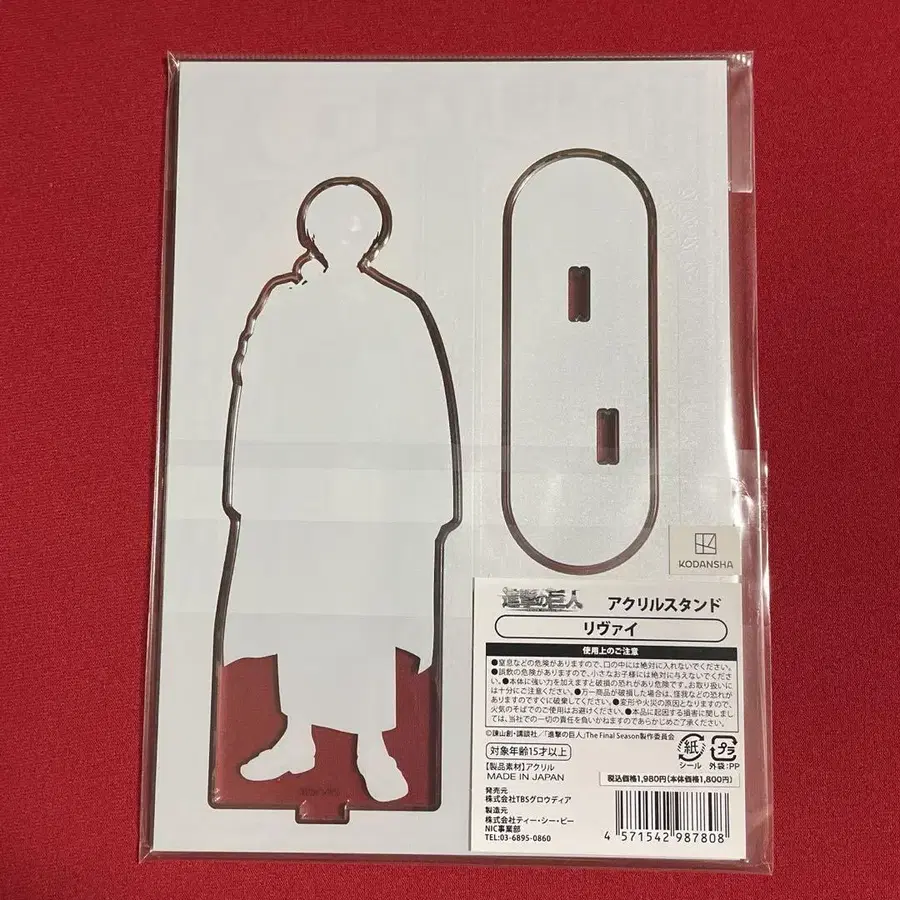 KODANSHA
進撃の巨人 アクリルスタンド
リヴァイ
使用上のご注意
●窒息などの危険がありますので、口の中には絶対に入れないでください。
●誤飲の危険がありますので、小さなお子様には絶対に与えないでくだ
さい。●本体に強い力を加えますと破損の恐れがあり危険です。お取り扱いに
は十分にご注意ください。●万一商品が破損した場合は、怪我などの恐れが
ありますのですぐに破棄してください。●変形や火災の原因となりますので、
火気のそばでのご使用はお避けください。●本品に起因する損害に関しまし
ては、当社での一切の責任を負いかねますのであらかじめご了承ください。
©諫山創・講談社/「進撃の巨人」The Final Season製作委員会
対象年齢15才以上
【製品素材】アクリル
MADE IN JAPAN
発売元
株式会社TBSグロウディア
製造元
株式会社ティー・シー・ピー
NIC事業部
TEL:03-6895-0860
紙 プラ
シール 外袋:PP
税込価格1,980円(本体価格1,800円)
4 571542 987808